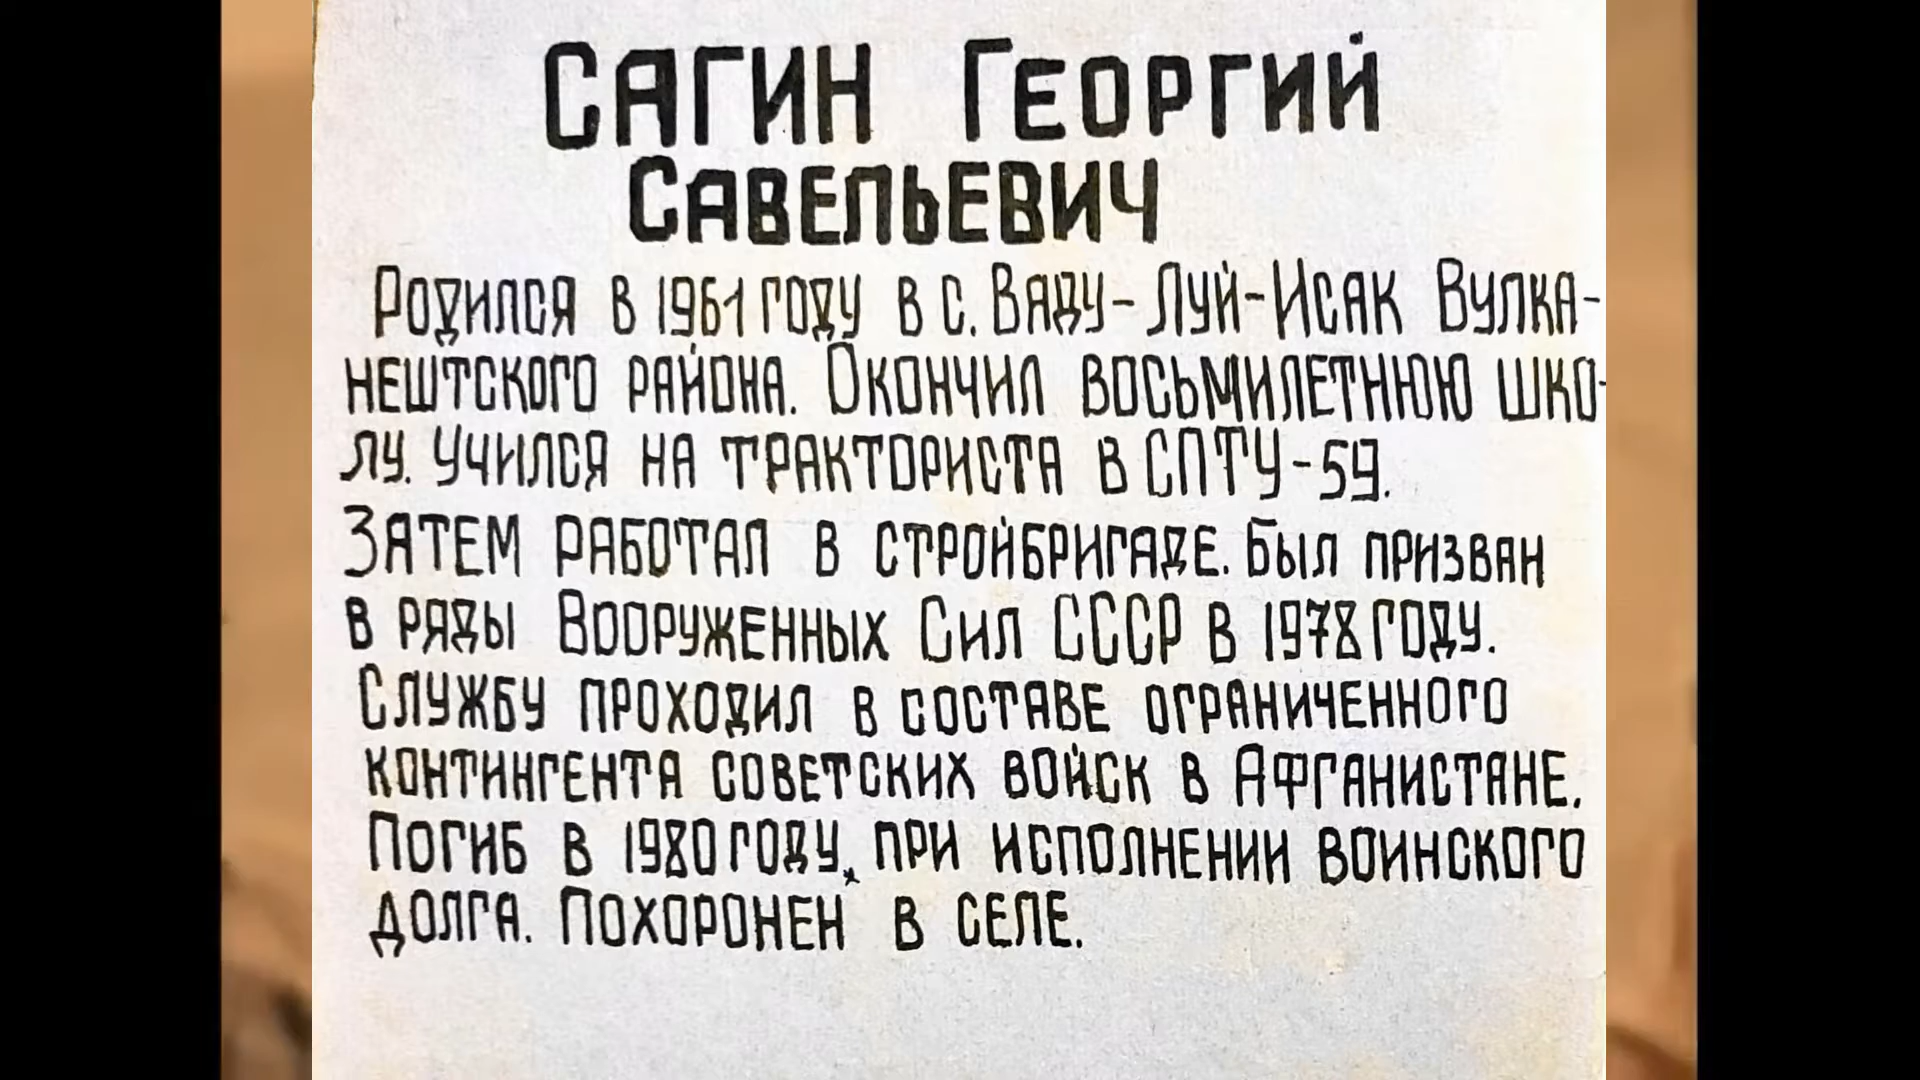 САГИН ГЕОРГИЙ
САВЕЛЬЕВИЧ
Родился в 1961 году в с. Ваду-Луй-Исак Вулка-
нештского района. Окончил восьмилетнюю шко-
лу. Учился на тракториста в СПТУ-59.
Затем работал в стройбригаде. Был призван
в ряды Вооруженных Сил СССР в 1978 году.
Службу проходил в составе ограниченного
контингента советских войск в Афганистане.
Погиб в 1980 году, при исполнении воинского
долга. Похоронен в селе.